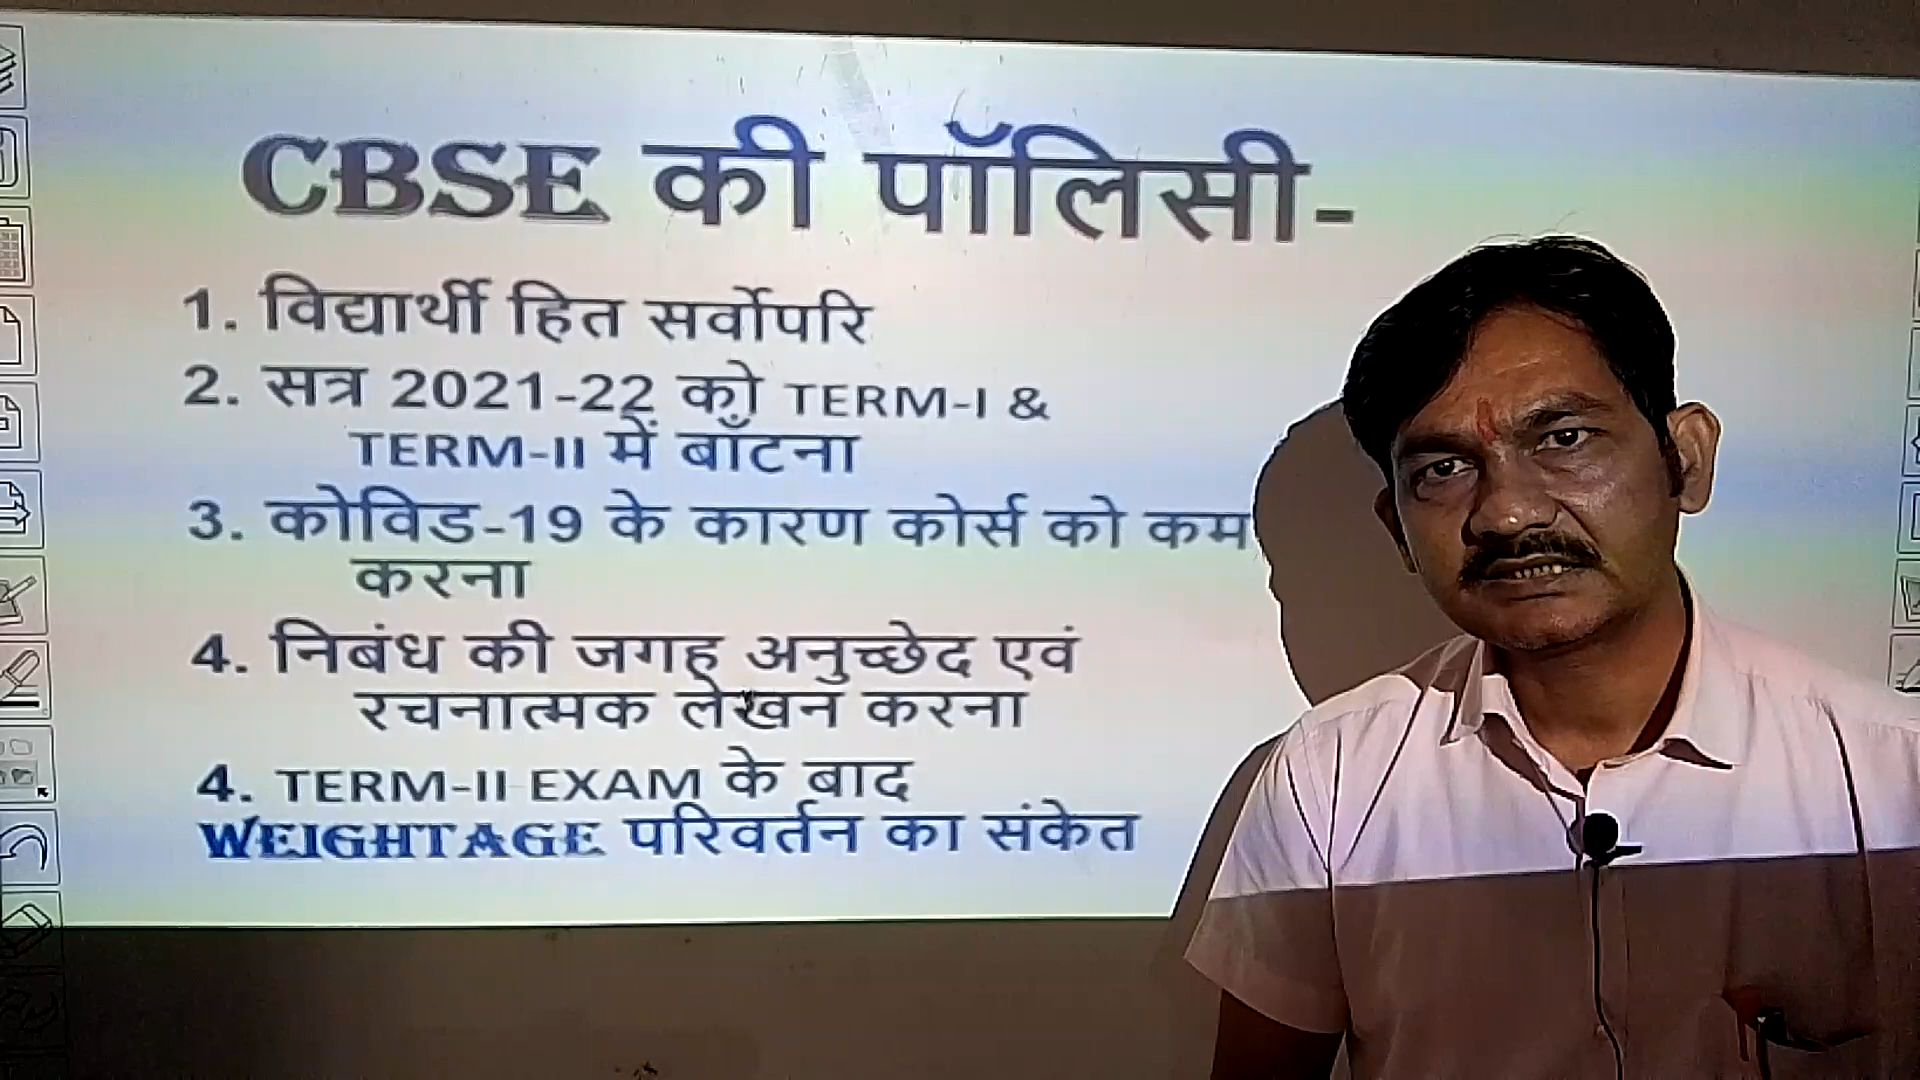 CBSE की पॉलिसी-
1. विद्यार्थी हित सर्वोपरि
2. सत्र 2021-22 को TERM-I &
TERM-II में बाँटना
3. कोविड-19 के कारण कोर्स को कम
करना
4. निबंध की जगह अनुच्छेद एवं
रचनात्मक लेखन करना
4. TERM-II EXAM के बाद
WEIGHTAGE परिवर्तन का संकेत